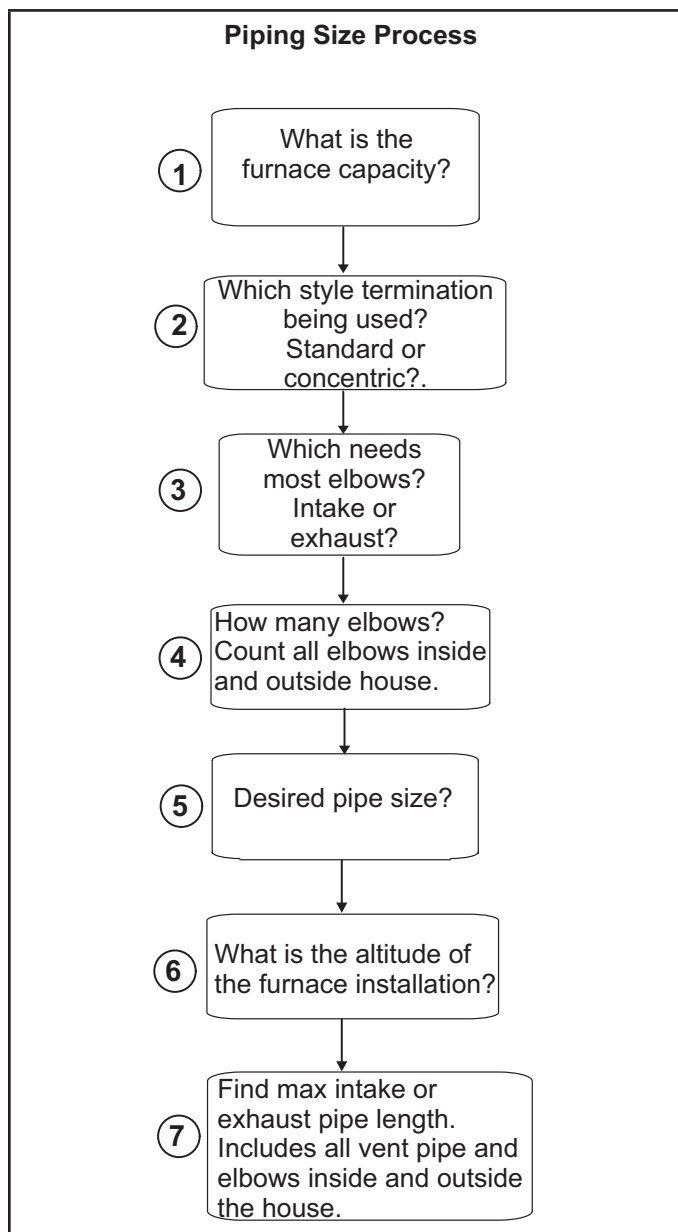 Piping Size Process
1
What is the
furnace capacity?
2
Which style termination
being used?
Standard or
concentric?.
3
Which needs
most elbows?
Intake or
exhaust?
4
How many elbows?
Count all elbows inside
and outside house.
5
Desired pipe size?
6
What is the altitude of
the furnace installation?
7
Find max intake or
exhaust pipe length.
Includes all vent pipe and
elbows inside and outside
the house.